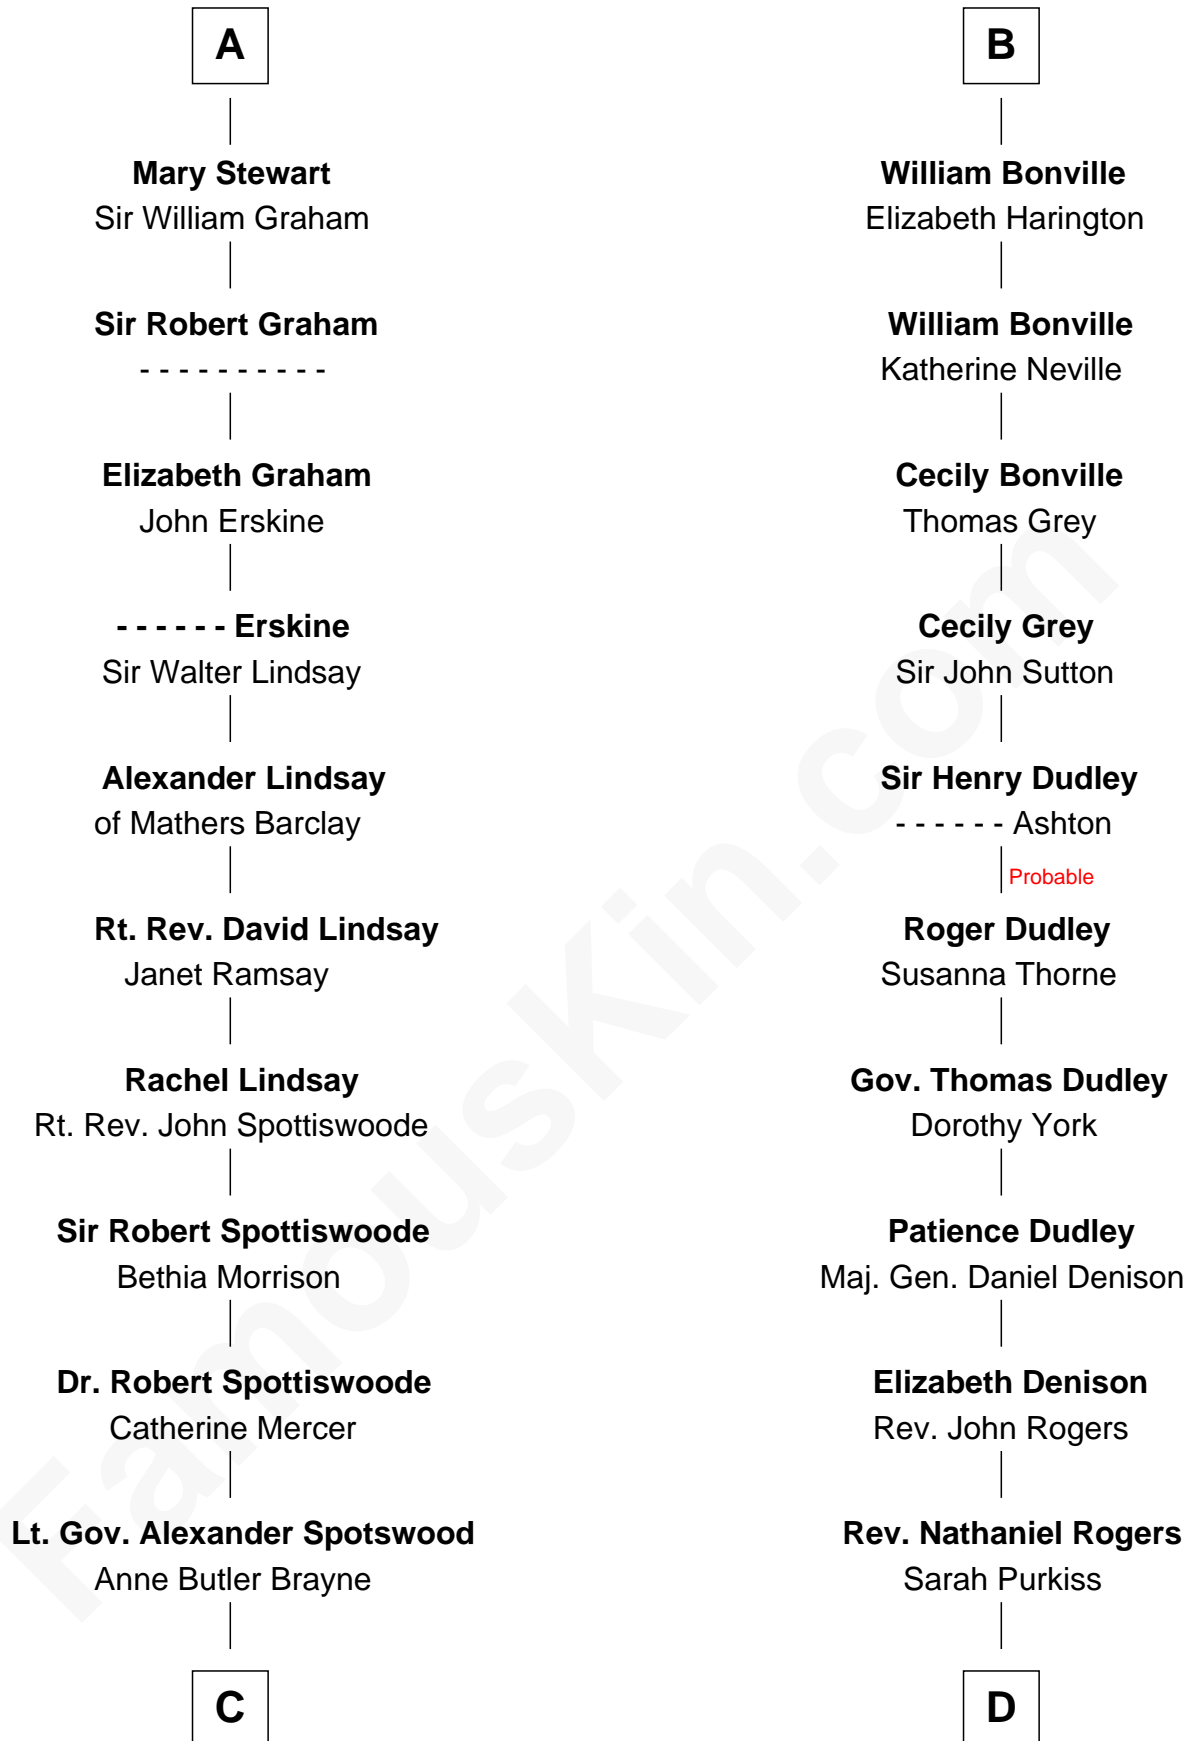 A
Mary Stewart
Sir William Graham
Sir Robert Graham
- - - - - - - - - -
Elizabeth Graham
John Erskine
- - - - - - Erskine
Sir Walter Lindsay
Alexander Lindsay
of Mathers Barclay
Rt. Rev. David Lindsay
Janet Ramsay
Rachel Lindsay
Rt. Rev. John Spottiswoode
Sir Robert Spottiswoode
Bethia Morrison
Dr. Robert Spottiswoode
Catherine Mercer
Lt. Gov. Alexander Spotswood
Anne Butler Brayne
C
B
William Bonville
Elizabeth Harington
William Bonville
Katherine Neville
Cecily Bonville
Thomas Grey
Cecily Grey
Sir John Sutton
Sir Henry Dudley
- - - - - - Ashton
Probable
Roger Dudley
Susanna Thorne
Gov. Thomas Dudley
Dorothy York
Patience Dudley
Maj. Gen. Daniel Denison
Elizabeth Denison
Rev. John Rogers
Rev. Nathaniel Rogers
Sarah Purkiss
D
FamousKin.com